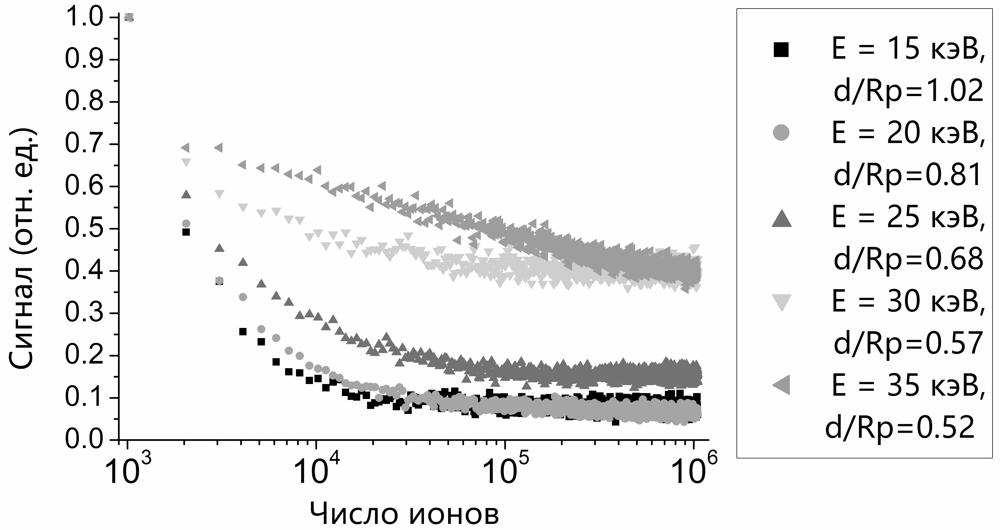 Сигнал (отн. ед.)
1.0
0.9
0.8
0.7
0.6
0.5
0.4
0.3
0.2
0.1
0.0
10³ 10⁴ 10⁵ 10⁶
Число ионов
E = 15 кэВ,
d/Rp=1.02
E = 20 кэВ,
d/Rp=0.81
E = 25 кэВ,
d/Rp=0.68
E = 30 кэВ,
d/Rp=0.57
E = 35 кэВ,
d/Rp=0.52